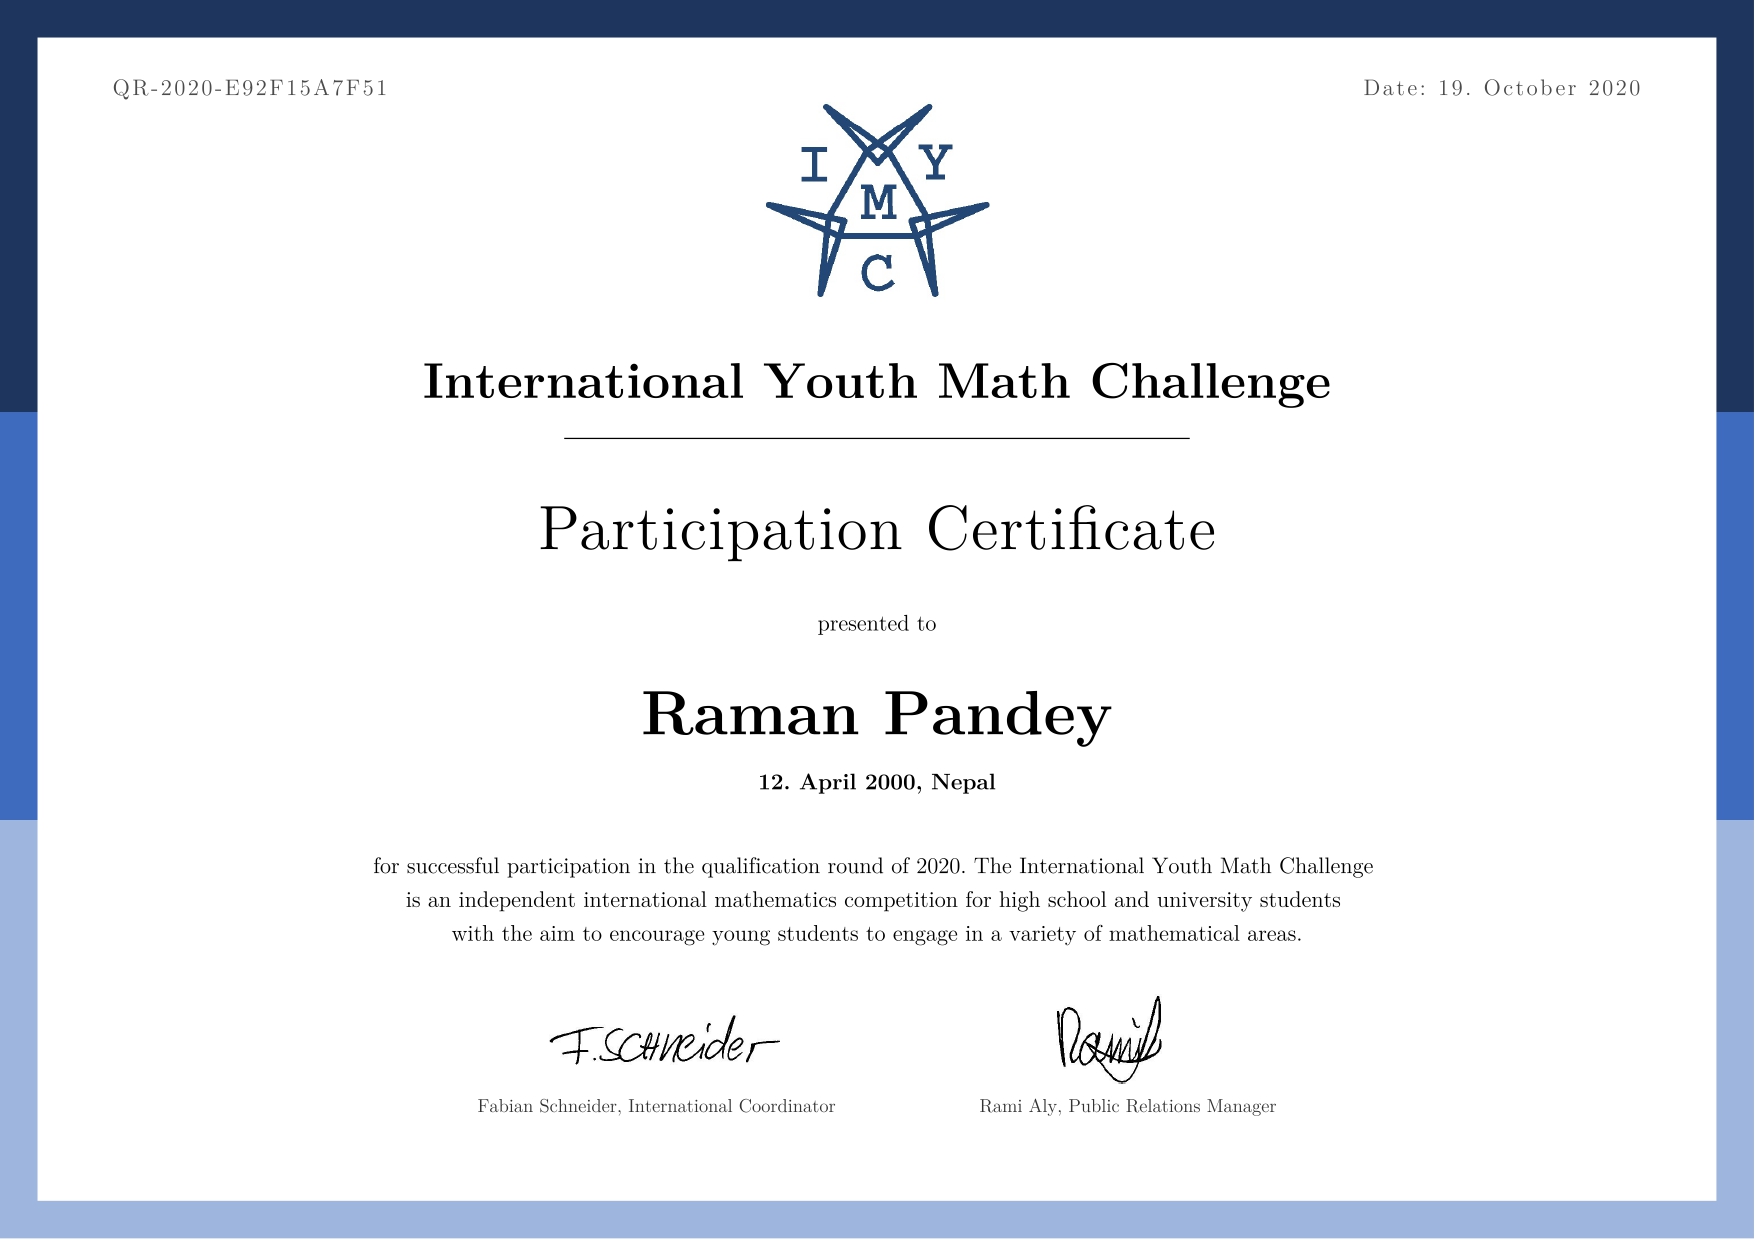 QR-2020-E92F15A7F51
Date: 19. October 2020
I Y
M
C
International Youth Math Challenge
Participation Certificate
presented to
Raman Pandey
12. April 2000, Nepal
for successful participation in the qualification round of 2020. The International Youth Math Challenge
is an independent international mathematics competition for high school and university students
with the aim to encourage young students to engage in a variety of mathematical areas.
F. Schneider
Rami
Fabian Schneider, International Coordinator
Rami Aly, Public Relations Manager